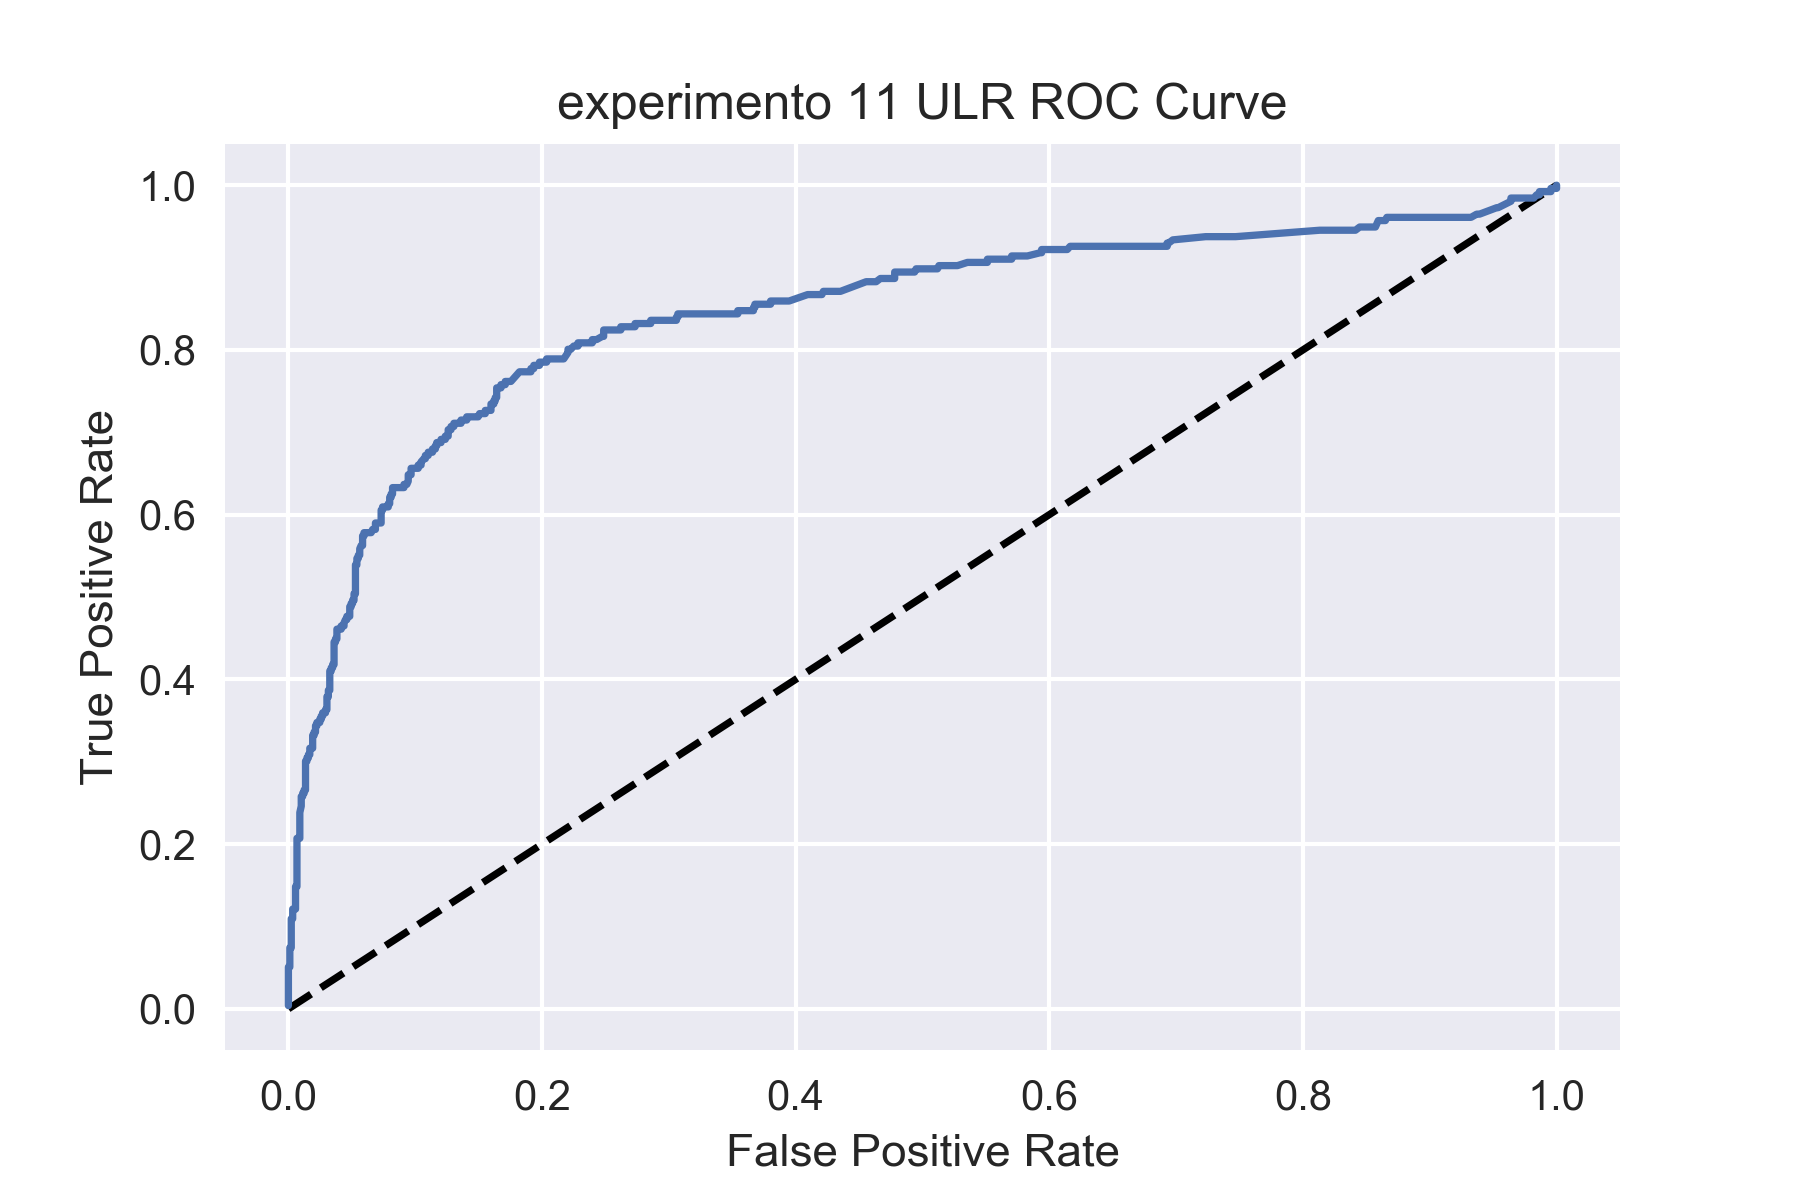 experimento 11 ULR ROC Curve
1.0
0.8
0.6
0.4
0.2
0.0
True Positive Rate
0.0 0.2 0.4 0.6 0.8 1.0
False Positive Rate